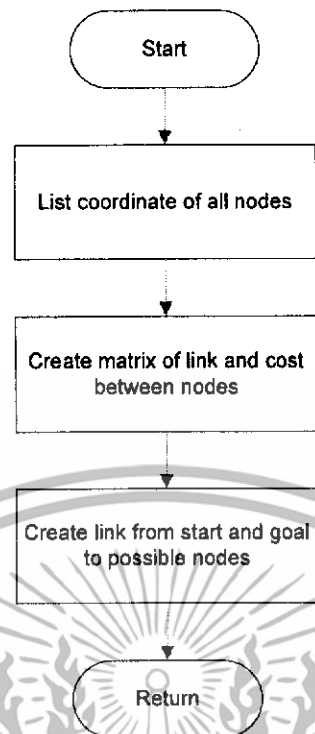 Start
List coordinate of all nodes
Create matrix of link and cost
between nodes
Create link from start and goal
to possible nodes
Return